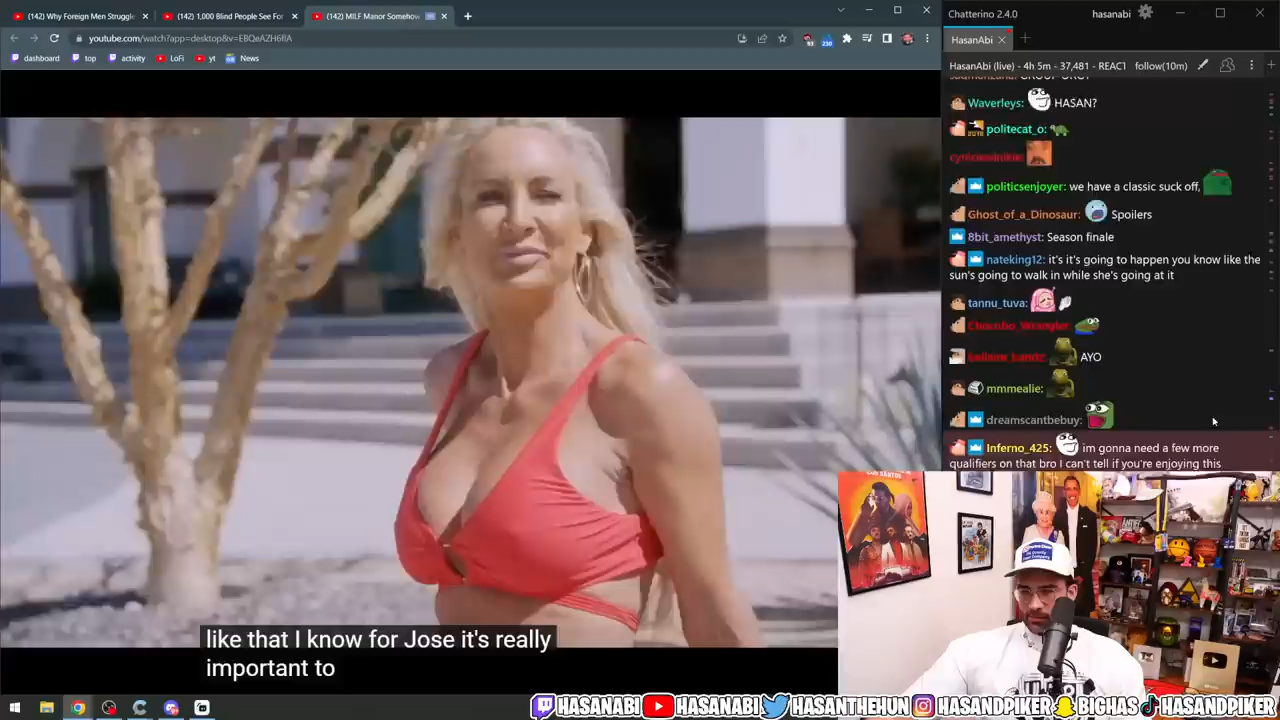 (142) Why Foreign Men Struggle
(142) 1,000 Blind People See For
(142) MILF Manor Somehow
Chatterino 2.4.0
hasanabi
youtube.com/watch?app=desktop&v=EBQeAZH6fIA
HasanAbi
dashboard
top
activity
LoFi
yt
News
HasanAbi (live) - 4h 5m - 37,481 - REACT
follow(10m)
Waverleys: HASAN?
politecat_o:
politicsenjoyer: we have a classic suck off,
Ghost_of_a_Dinosaur: Spoilers
8bit_amethyst: Season finale
nateking12: it's it's going to happen you know like the
sun's going to walk in while she's going at it
tannu_tuva:
AYO
mmmealie:
dreamscantbebuy:
Inferno_425: im gonna need a few more
qualifiers on that bro I can't tell if you're enjoying this
like that I know for Jose it's really
important to
HASANABI HASANABI HASANTHEHUN HASANDPIKER BIGHAS HASANDPIKER